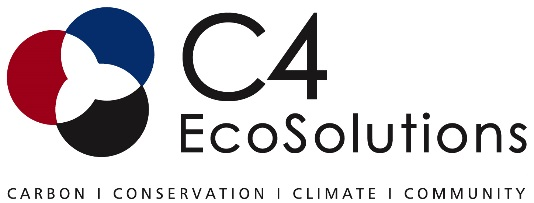 C4
EcoSolutions
CARBON | CONSERVATION | CLIMATE | COMMUNITY